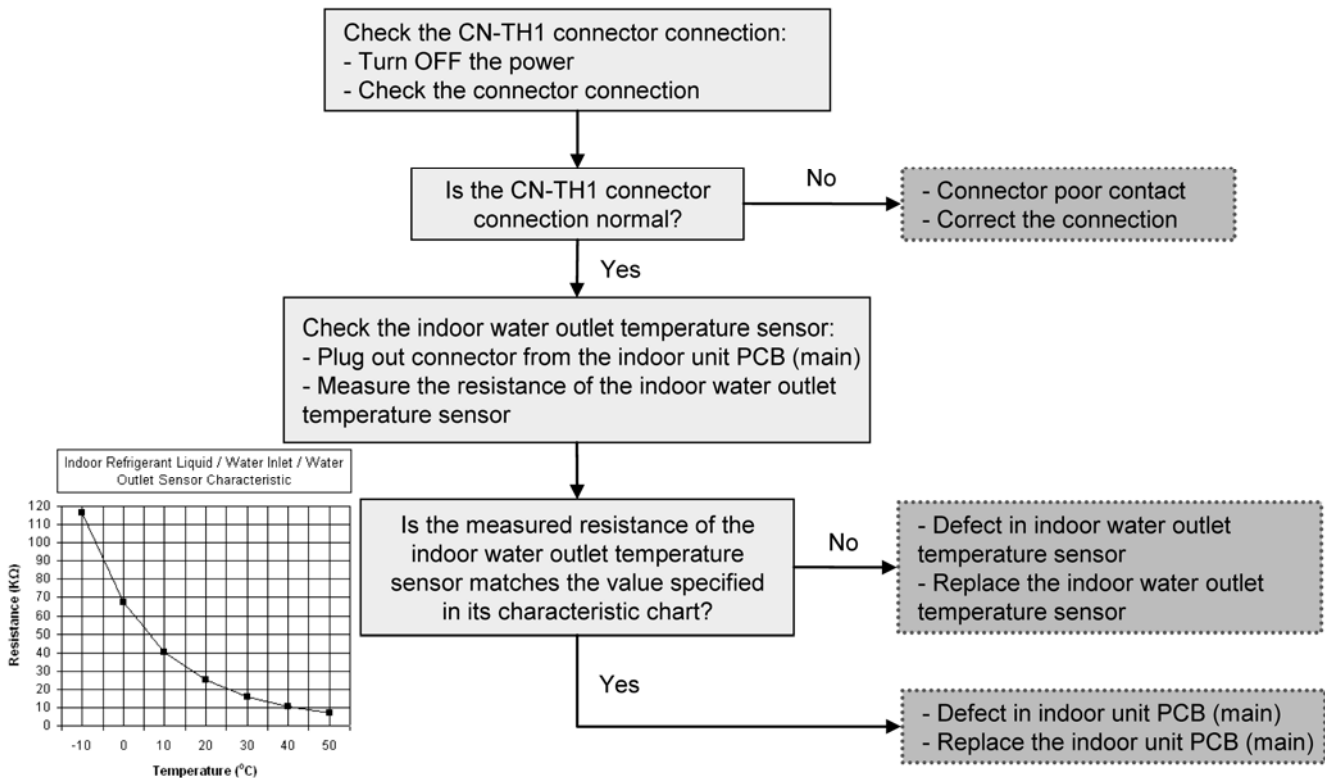 Check the CN-TH1 connector connection:
- Turn OFF the power
- Check the connector connection
Is the CN-TH1 connector
connection normal?
No
- Connector poor contact
- Correct the connection
Yes
Check the indoor water outlet temperature sensor:
- Plug out connector from the indoor unit PCB (main)
- Measure the resistance of the indoor water outlet
temperature sensor
Indoor Refrigerant Liquid / Water Inlet / Water
Outlet Sensor Characteristic
Resistance (KΩ)
120
110
100
90
80
70
60
50
40
30
20
10
0
-10 0 10 20 30 40 50
Temperature (⁰C)
Is the measured resistance of the
indoor water outlet temperature
sensor matches the value specified
in its characteristic chart?
No
- Defect in indoor water outlet
temperature sensor
- Replace the indoor water outlet
temperature sensor
Yes
- Defect in indoor unit PCB (main)
- Replace the indoor unit PCB (main)